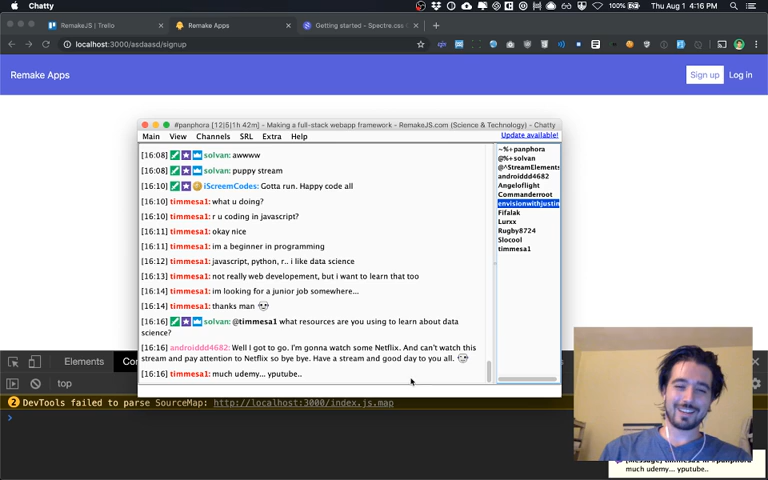 Chatty
100%
Thu Aug 1 4:16 PM
RemakeJS | Trello
Remake Apps
Getting started - Spectre.css
localhost:3000/asdaasd/signup
Remake Apps
Sign up
Log in
#panphora [12|5|1h 42m] - Making a full-stack webapp framework - RemakeJS.com (Science & Technology) - Chatty
Main View Channels SRL Extra Help
Update available!
[16:08] solvan: awwww
[16:08] solvan: puppy stream
[16:10] iScreemCodes: Gotta run. Happy code all
[16:10] timmesa1: what u doing?
[16:10] timmesa1: r u coding in javascript?
[16:11] timmesa1: okay nice
[16:11] timmesa1: im a beginner in programming
[16:12] timmesa1: javascript, python, r.. i like data science
[16:13] timmesa1: not really web developement, but i want to learn that too
[16:14] timmesa1: im looking for a junior job somewhere...
[16:14] timmesa1: thanks man
[16:16] solvan: @timmesa1 what resources are you using to learn about data
science?
[16:16] androiddd4682: Well I got to go. I'm gonna watch some Netflix. And can't watch this
stream and pay attention to Netflix so bye bye. Have a stream and good day to you all.
[16:16] timmesa1: much udemy... yputube..
~%+panphora
@%+solvan
@^StreamElements
androiddd4682
Angeloflight
Commanderroot
envisionwithjustin
Fifalak
Lurxx
Rugby8724
Slocool
timmesa1
Elements
Con
top
2 DevTools failed to parse SourceMap: http://localhost:3000/index.js.map
[Message] timmesa1 in #panphora
much udemy... yputube..